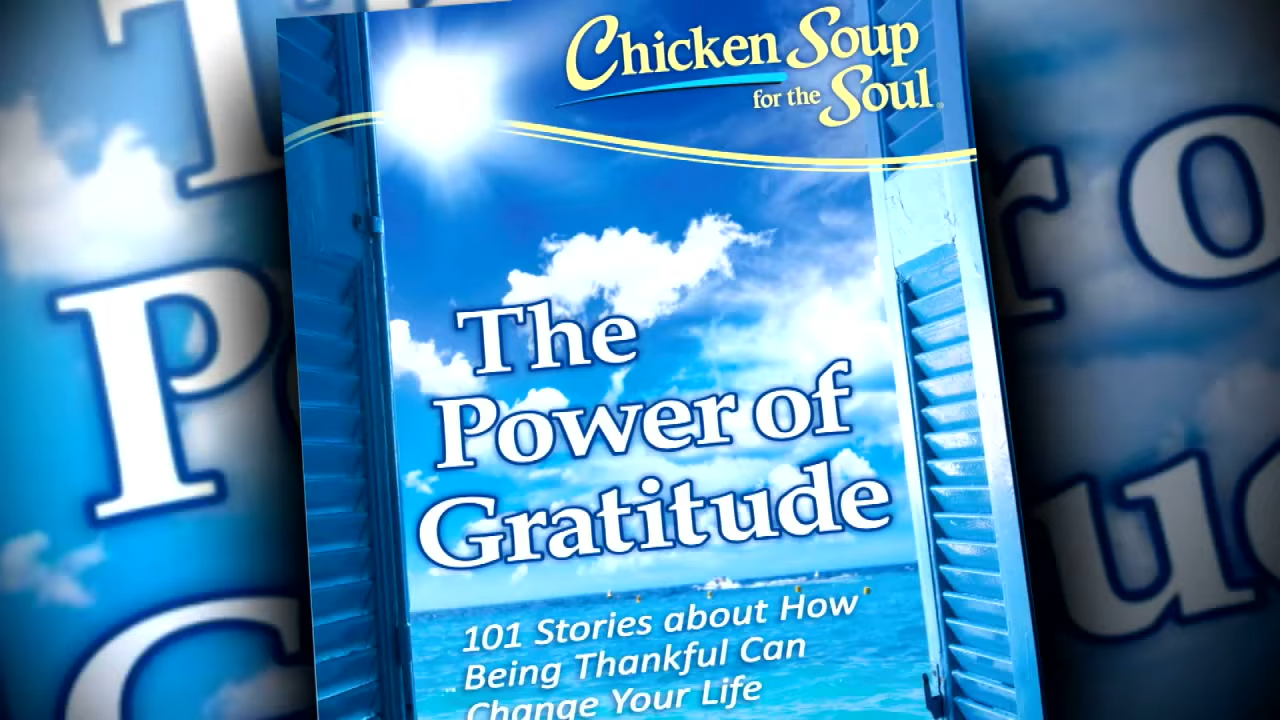 Chicken Soup
for the Soul
The
Power of
Gratitude
101 Stories about How
Being Thankful Can
Change Your Life